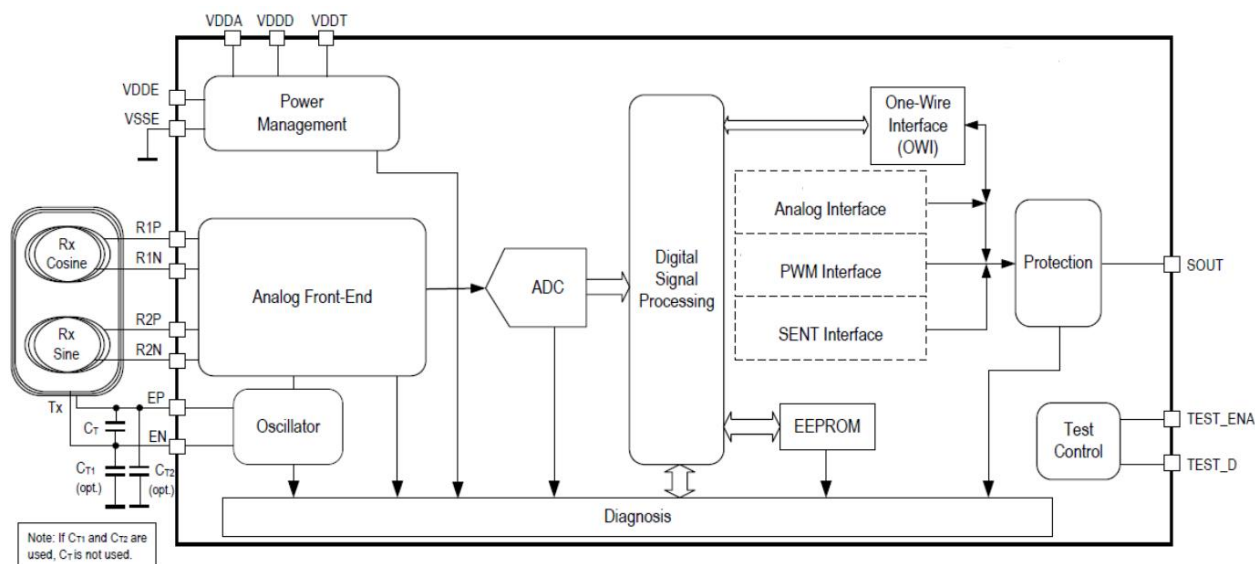 VDDA VDDD VDDT
VDDE
VSSE
Power
Management
One-Wire
Interface
(OWI)
R1P
R1N
R2P
R2N
Rx
Cosine
Rx
Sine
Analog Front-End
ADC
Digital
Signal
Processing
Analog Interface
PWM Interface
SENT Interface
Protection
SOUT
Tx
EP
EN
CT
CT1
(opt.)
CT2
(opt.)
Oscillator
EEPROM
Test
Control
TEST_ENA
TEST_D
Diagnosis
Note: If CT1 and CT2 are
used, CT is not used.